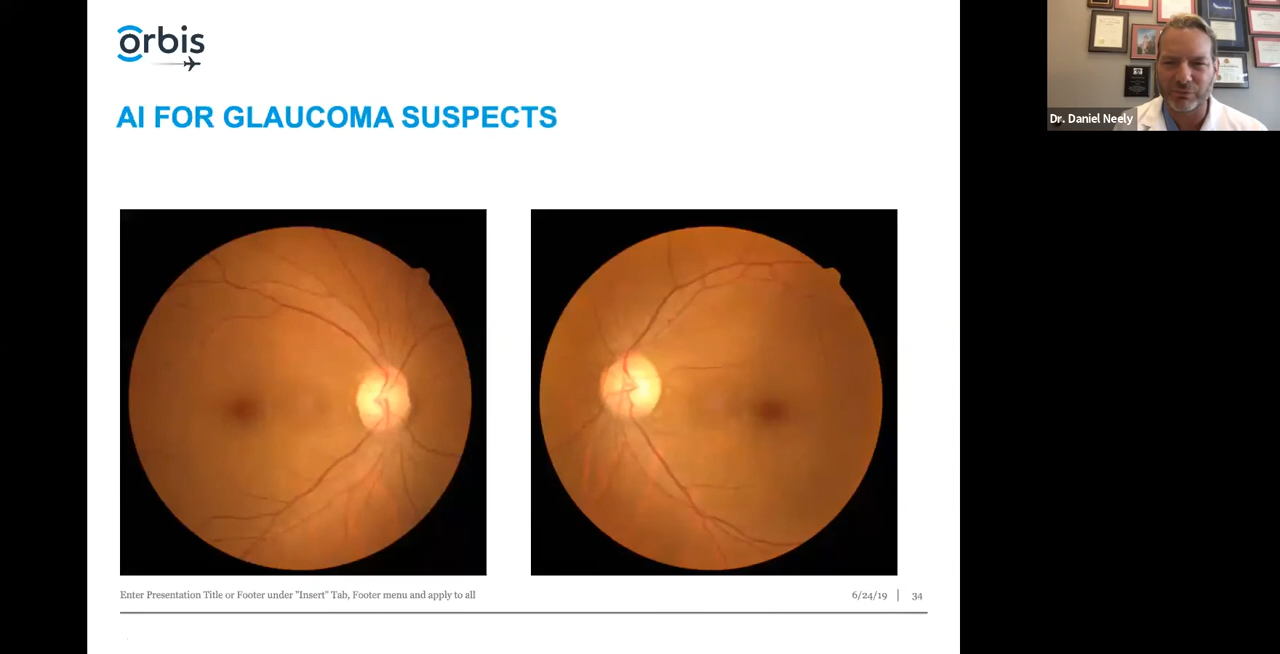 orbis
AI FOR GLAUCOMA SUSPECTS
Dr. Daniel Neely
Enter Presentation Title or Footer under "Insert" Tab, Footer menu and apply to all
6/24/19 | 34